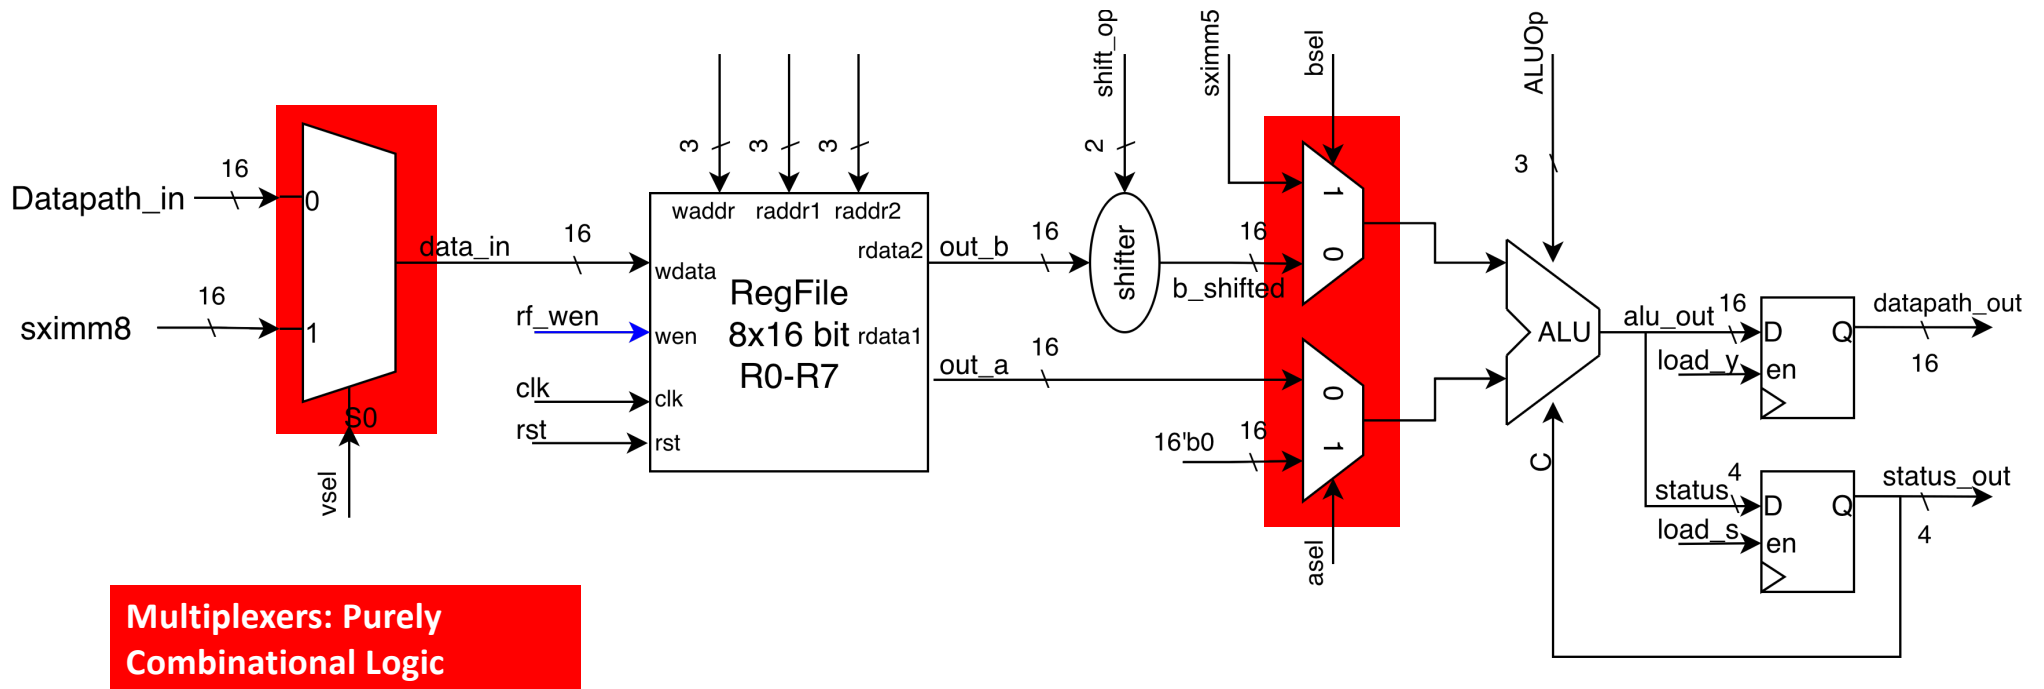 Datapath_in
16
0
sximm8
16
1
S0
vsel
data_in
16
3
3
3
waddr
raddr1
raddr2
wdata
rdata2
RegFile
8x16 bit
R0-R7
rf_wen
wen
rdata1
clk
clk
rst
rst
out_b
16
out_a
16
shift_op
2
shifter
16
b_shifted
sximm5
bsel
1
0
0
1
16'b0
16
asel
ALUOp
3
ALU
C
alu_out
16
D
Q
load_y
en
datapath_out
16
status
4
D
Q
load_s
en
status_out
4
Multiplexers: Purely
Combinational Logic